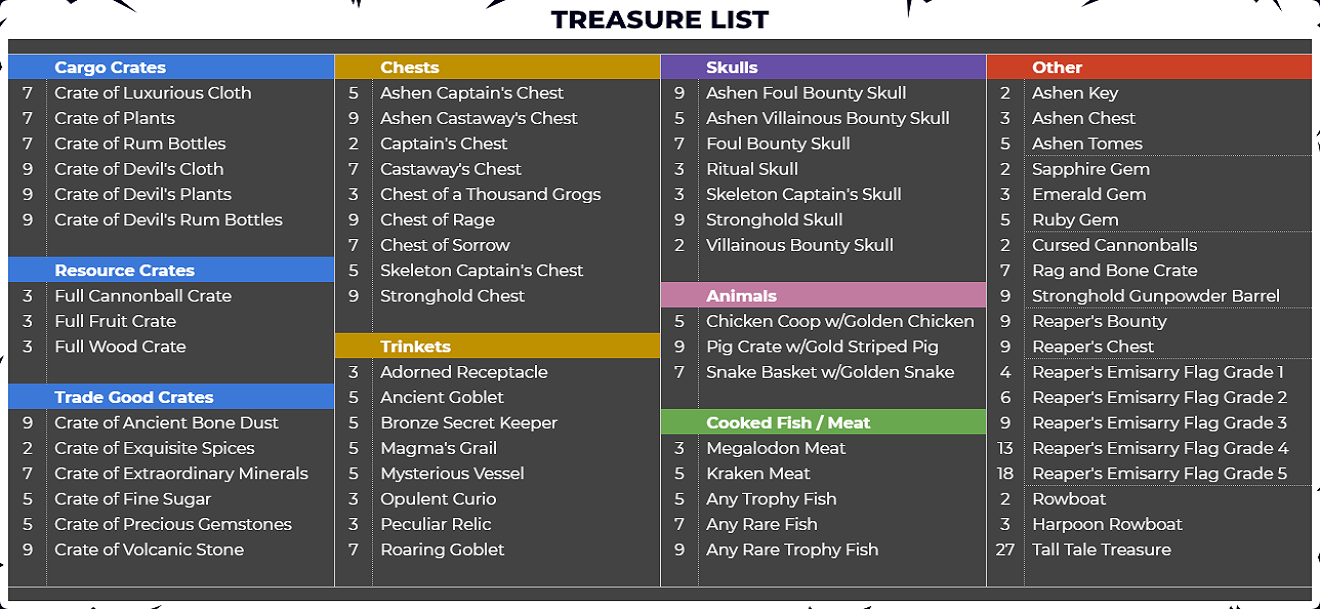 TREASURE LIST
Cargo Crates
7 Crate of Luxurious Cloth
7 Crate of Plants
7 Crate of Rum Bottles
9 Crate of Devil's Cloth
9 Crate of Devil's Plants
9 Crate of Devil's Rum Bottles
Resource Crates
3 Full Cannonball Crate
3 Full Fruit Crate
3 Full Wood Crate
Trade Good Crates
9 Crate of Ancient Bone Dust
2 Crate of Exquisite Spices
7 Crate of Extraordinary Minerals
5 Crate of Fine Sugar
5 Crate of Precious Gemstones
9 Crate of Volcanic Stone
Chests
5 Ashen Captain's Chest
9 Ashen Castaway's Chest
2 Captain's Chest
7 Castaway's Chest
3 Chest of a Thousand Grogs
9 Chest of Rage
7 Chest of Sorrow
5 Skeleton Captain's Chest
9 Stronghold Chest
Trinkets
3 Adorned Receptacle
5 Ancient Goblet
5 Bronze Secret Keeper
5 Magma's Grail
5 Mysterious Vessel
3 Opulent Curio
3 Peculiar Relic
7 Roaring Goblet
Skulls
9 Ashen Foul Bounty Skull
5 Ashen Villainous Bounty Skull
7 Foul Bounty Skull
3 Ritual Skull
3 Skeleton Captain's Skull
9 Stronghold Skull
2 Villainous Bounty Skull
Animals
5 Chicken Coop w/Golden Chicken
9 Pig Crate w/Gold Striped Pig
7 Snake Basket w/Golden Snake
Cooked Fish / Meat
3 Megalodon Meat
5 Kraken Meat
5 Any Trophy Fish
7 Any Rare Fish
9 Any Rare Trophy Fish
Other
2 Ashen Key
3 Ashen Chest
5 Ashen Tomes
2 Sapphire Gem
3 Emerald Gem
5 Ruby Gem
2 Cursed Cannonballs
7 Rag and Bone Crate
9 Stronghold Gunpowder Barrel
9 Reaper's Bounty
9 Reaper's Chest
4 Reaper's Emisarry Flag Grade 1
6 Reaper's Emisarry Flag Grade 2
9 Reaper's Emisarry Flag Grade 3
13 Reaper's Emisarry Flag Grade 4
18 Reaper's Emisarry Flag Grade 5
2 Rowboat
3 Harpoon Rowboat
27 Tall Tale Treasure